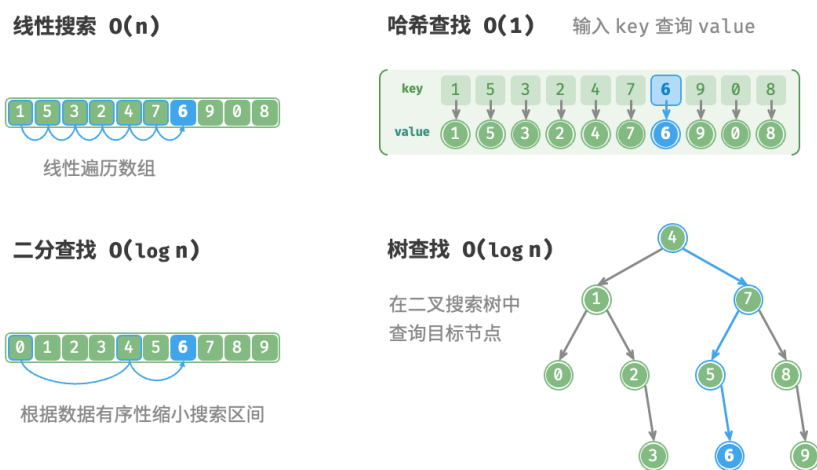 线性搜索 O(n)
1 5 3 2 4 7 6 9 0 8
线性遍历数组
哈希查找 O(1) 输入 key 查询 value
key 1 5 3 2 4 7 6 9 0 8
value 1 5 3 2 4 7 6 9 0 8
二分查找 O(log n)
0 1 2 3 4 5 6 7 8 9
根据数据有序性缩小搜索区间
树查找 O(log n)
在二叉搜索树中
查询目标节点
4
1 7
0 2 5 8
3 6 9